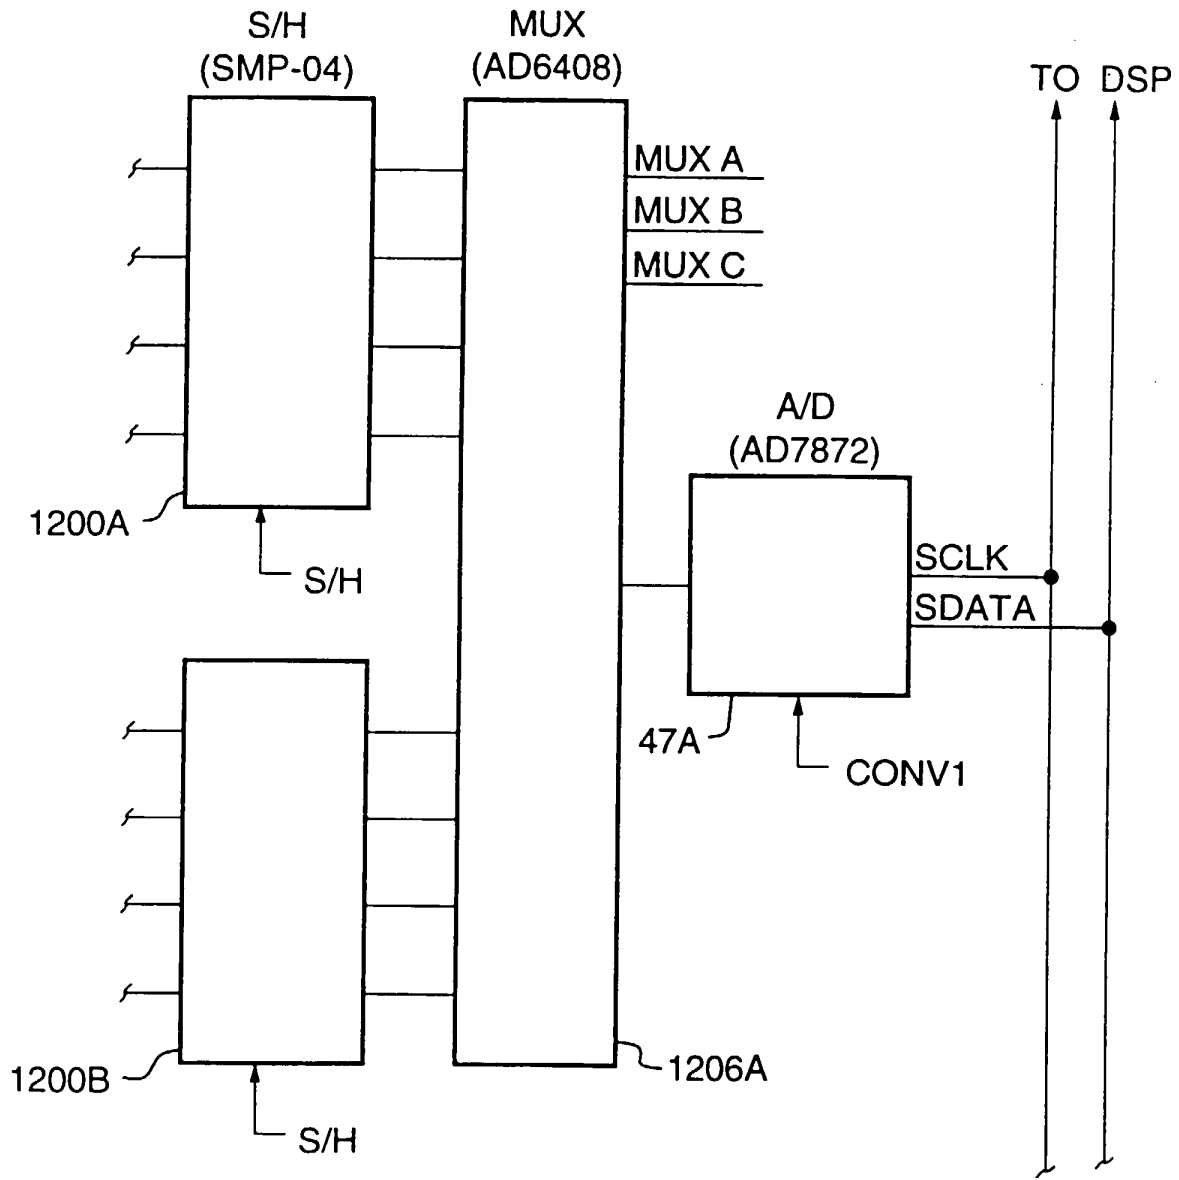 S/H
(SMP-04)
MUX
(AD6408)
TO DSP
MUX A
MUX B
MUX C
A/D
(AD7872)
1200A
S/H
SCLK
SDATA
47A
CONV1
1200B
1206A
S/H